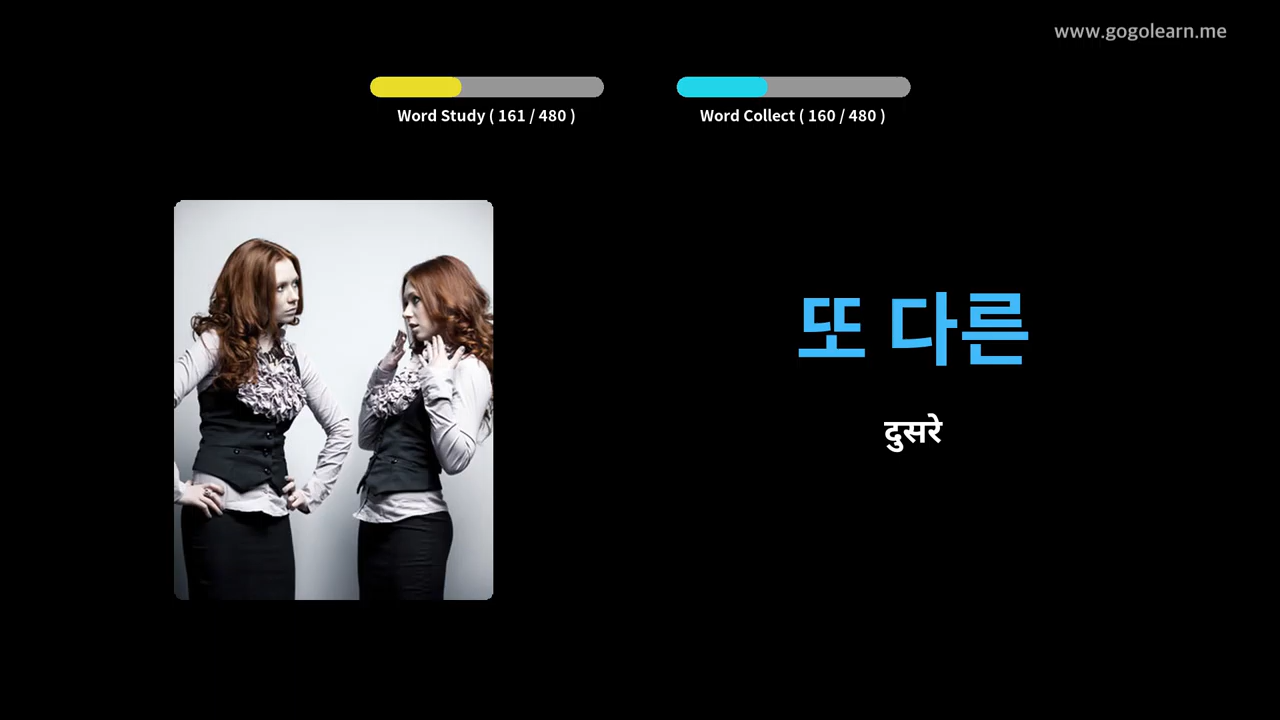 www.gogolearn.me
Word Study ( 161 / 480 )
Word Collect ( 160 / 480 )
또 다른
दुसरे